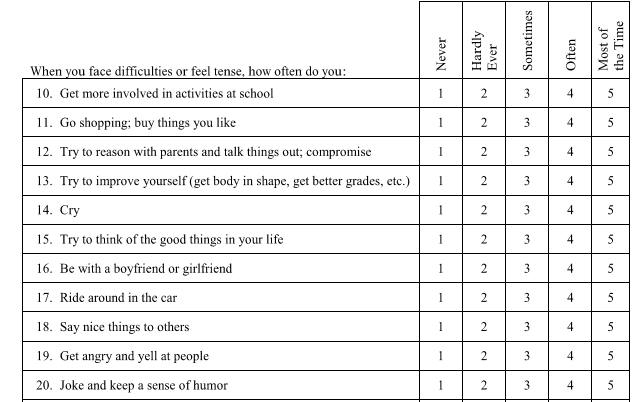 Never
Hardly
Ever
Sometimes
Often
Most of
the Time
When you face difficulties or feel tense, how often do you:
10. Get more involved in activities at school 1 2 3 4 5
11. Go shopping; buy things you like 1 2 3 4 5
12. Try to reason with parents and talk things out; compromise 1 2 3 4 5
13. Try to improve yourself (get body in shape, get better grades, etc.) 1 2 3 4 5
14. Cry 1 2 3 4 5
15. Try to think of the good things in your life 1 2 3 4 5
16. Be with a boyfriend or girlfriend 1 2 3 4 5
17. Ride around in the car 1 2 3 4 5
18. Say nice things to others 1 2 3 4 5
19. Get angry and yell at people 1 2 3 4 5
20. Joke and keep a sense of humor 1 2 3 4 5